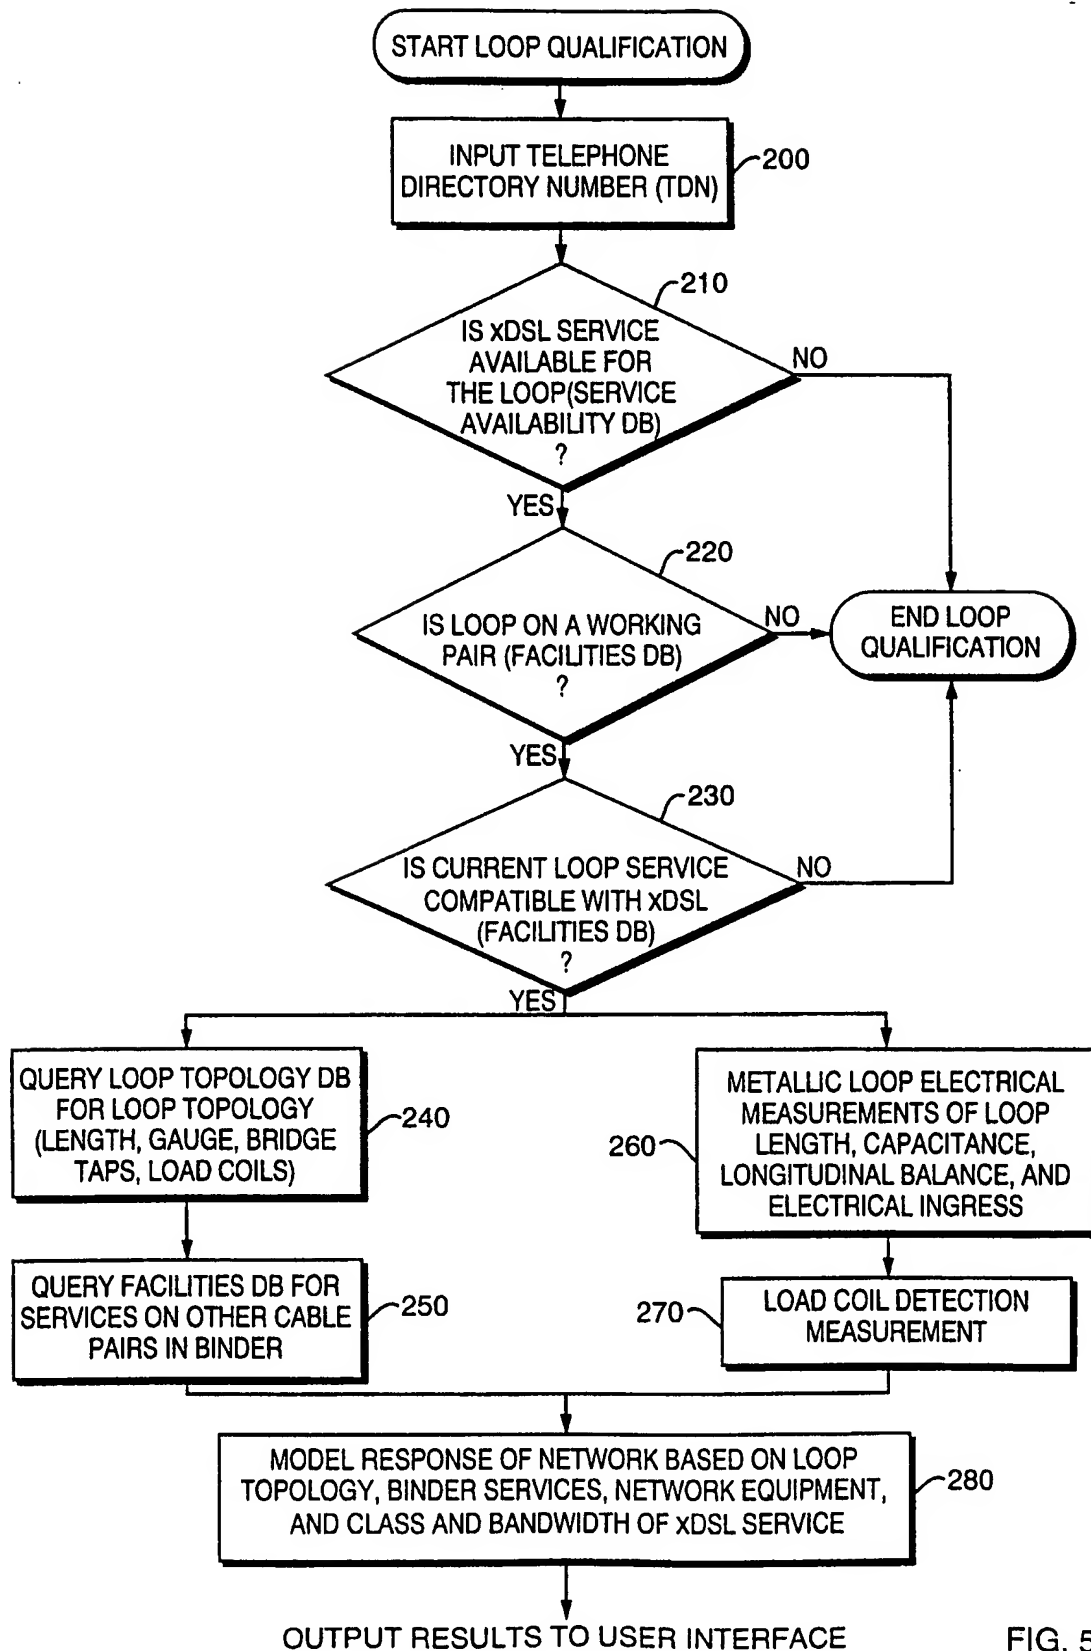 START LOOP QUALIFICATION
INPUT TELEPHONE
DIRECTORY NUMBER (TDN)
200
210
IS xDSL SERVICE
AVAILABLE FOR
THE LOOP(SERVICE
AVAILABILITY DB)
?
NO
YES
220
IS LOOP ON A WORKING
PAIR (FACILITIES DB)
?
NO
END LOOP
QUALIFICATION
YES
230
IS CURRENT LOOP SERVICE
COMPATIBLE WITH xDSL
(FACILITIES DB)
?
NO
YES
QUERY LOOP TOPOLOGY DB
FOR LOOP TOPOLOGY
(LENGTH, GAUGE, BRIDGE
TAPS, LOAD COILS)
240
260
METALLIC LOOP ELECTRICAL
MEASUREMENTS OF LOOP
LENGTH, CAPACITANCE,
LONGITUDINAL BALANCE, AND
ELECTRICAL INGRESS
QUERY FACILITIES DB FOR
SERVICES ON OTHER CABLE
PAIRS IN BINDER
250
270
LOAD COIL DETECTION
MEASUREMENT
MODEL RESPONSE OF NETWORK BASED ON LOOP
TOPOLOGY, BINDER SERVICES, NETWORK EQUIPMENT,
AND CLASS AND BANDWIDTH OF xDSL SERVICE
280
OUTPUT RESULTS TO USER INTERFACE
FIG. 5